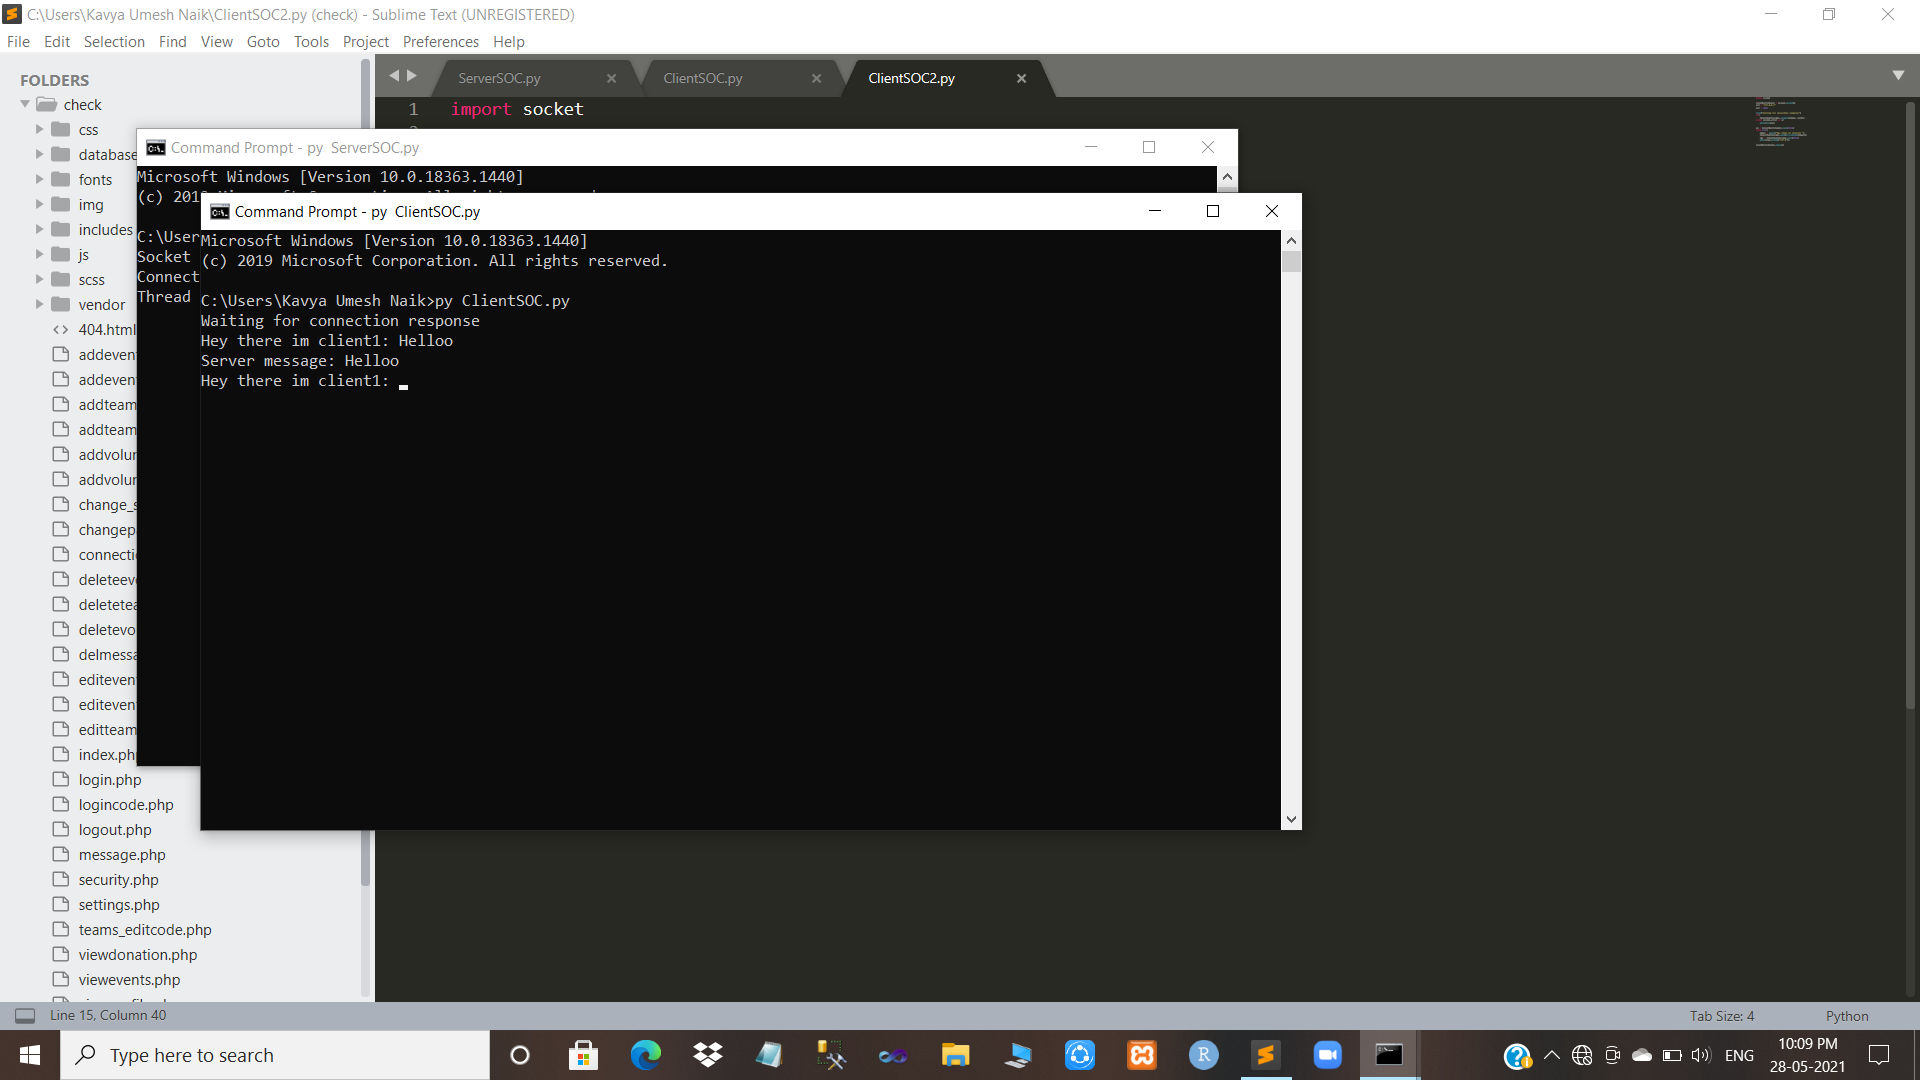 C:\Users\Kavya Umesh Naik\ClientSOC2.py (check) - Sublime Text (UNREGISTERED)
File Edit Selection Find View Goto Tools Project Preferences Help
FOLDERS
check
css
database
fonts
img
includes
js
scss
vendor
404.html
addeven
addeven
addteam
addteam
addvolur
addvolur
change_s
changep
connecti
deleteev
deletetea
deletevo
delmessa
editeven
editeven
editteam
index.ph
login.php
logincode.php
logout.php
message.php
security.php
settings.php
teams_editcode.php
viewdonation.php
viewevents.php
ServerSOC.py
ClientSOC.py
ClientSOC2.py
1 import socket
Command Prompt - py ServerSOC.py
Microsoft Windows [Version 10.0.18363.1440]
(c) 201
C:\User
Socket
Connect
Thread
Command Prompt - py ClientSOC.py
Microsoft Windows [Version 10.0.18363.1440]
(c) 2019 Microsoft Corporation. All rights reserved.
C:\Users\Kavya Umesh Naik>py ClientSOC.py
Waiting for connection response
Hey there im client1: Helloo
Server message: Helloo
Hey there im client1:
Line 15, Column 40
Tab Size: 4
Python
Type here to search
ENG
10:09 PM
28-05-2021